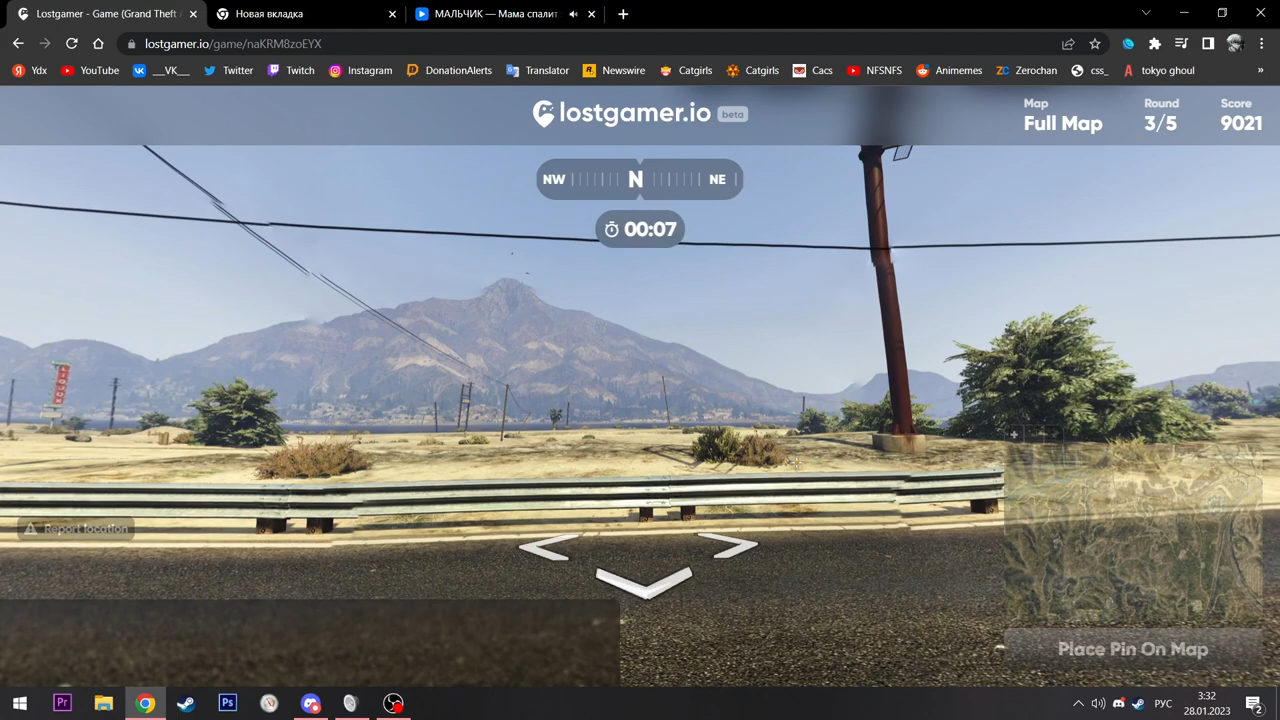 Lostgamer - Game (Grand Theft A
Новая вкладка
МАЛЬЧИК — Мама спалит
lostgamer.io/game/naKRM8zoEYX
Ydx
YouTube
__VK__
Twitter
Twitch
Instagram
DonationAlerts
Translator
Newswire
Catgirls
Catgirls
Cacs
NFSNFS
Animemes
Zerochan
css_
tokyo ghoul
»
lostgamer.io beta
Map
Full Map
Round
3/5
Score
9021
NW N NE
00:07
LIQUOR
Report location
Place Pin On Map
РУС
3:32
28.01.2023
2